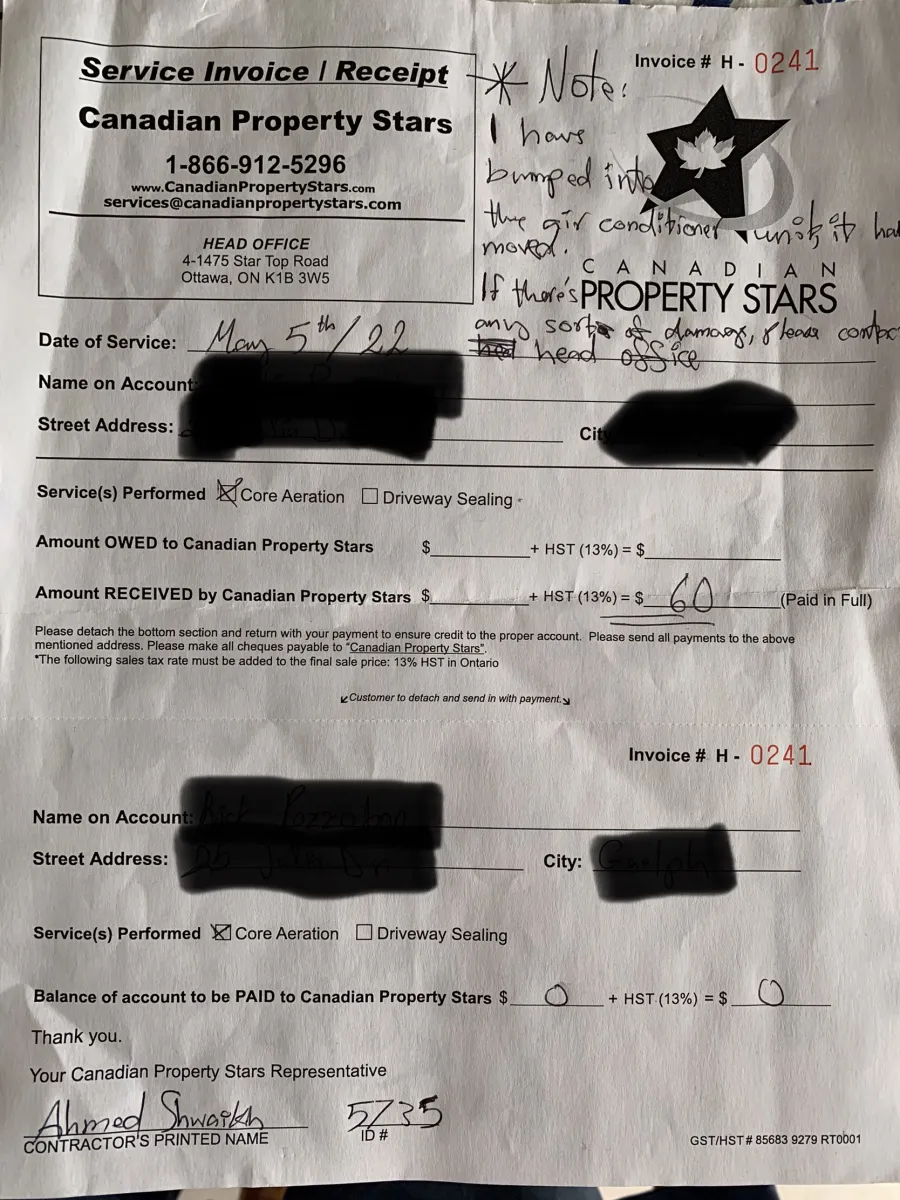 Service Invoice / Receipt
Canadian Property Stars
1-866-912-5296
www.CanadianPropertyStars.com
services@canadianpropertystars.com
HEAD OFFICE
4-1475 Star Top Road
Ottawa, ON K1B 3W5
Invoice # H - 0241
* Note:
I have
bumped into
the air conditioner unit, it ha
moved.
If there's
any sort of damages, please contac
head office
CANADIAN
PROPERTY STARS
Date of Service: May 5th/22
Name on Account:
Street Address:
City
Service(s) Performed ☒ Core Aeration ☐ Driveway Sealing
Amount OWED to Canadian Property Stars $ + HST (13%) = $
Amount RECEIVED by Canadian Property Stars $ + HST (13%) = $ 60 (Paid in Full)
Please detach the bottom section and return with your payment to ensure credit to the proper account. Please send all payments to the above
mentioned address. Please make all cheques payable to "Canadian Property Stars".
*The following sales tax rate must be added to the final sale price: 13% HST in Ontario
Customer to detach and send in with payment.
Invoice # H - 0241
Name on Account:
Street Address:
City:
Service(s) Performed ☒ Core Aeration ☐ Driveway Sealing
Balance of account to be PAID to Canadian Property Stars $ 0 + HST (13%) = $ 0
Thank you.
Your Canadian Property Stars Representative
Ahmed Shwaikh 5735
CONTRACTOR'S PRINTED NAME ID #
GST/HST # 85683 9279 RT0001